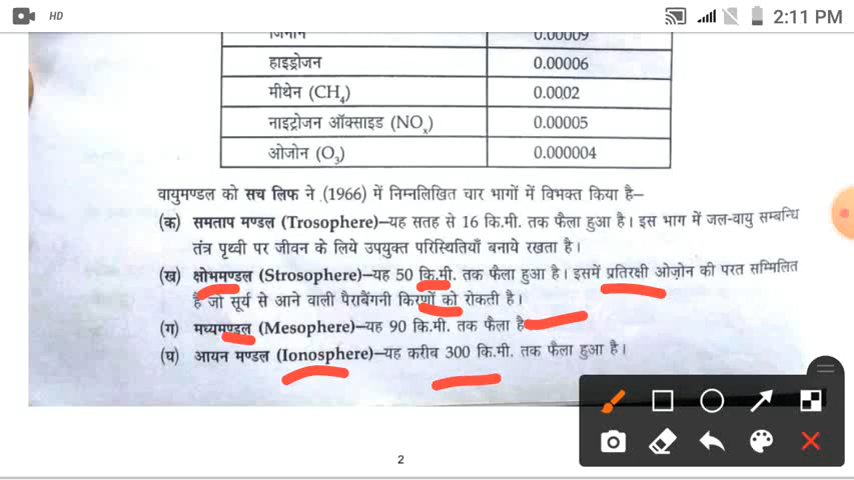 HD
2:11 PM
जिनान 0.00009
हाइड्रोजन 0.00006
मीथेन (CH₄) 0.0002
नाइट्रोजन ऑक्साइड (NOₓ) 0.00005
ओजोन (O₃) 0.000004
वायुमण्डल को सच लिफ ने (1966) में निम्नलिखित चार भागों में विभक्त किया है–
(क) समताप मण्डल (Trosophere)–यह सतह से 16 कि.मी. तक फैला हुआ है। इस भाग में जल-वायु सम्बन्धि
तंत्र पृथ्वी पर जीवन के लिये उपयुक्त परिस्थितियाँ बनाये रखता है।
(ख) क्षोभमण्डल (Strosophere)–यह 50 कि.मी. तक फैला हुआ है। इसमें प्रतिरक्षी ओज़ोन की परत सम्मिलित
है जो सूर्य से आने वाली पैराबैंगनी किरणों को रोकती है।
(ग) मध्यमण्डल (Mesophere)–यह 90 कि.मी. तक फैला है
(घ) आयन मण्डल (Ionosphere)–यह करीब 300 कि.मी. तक फैला हुआ है।
2